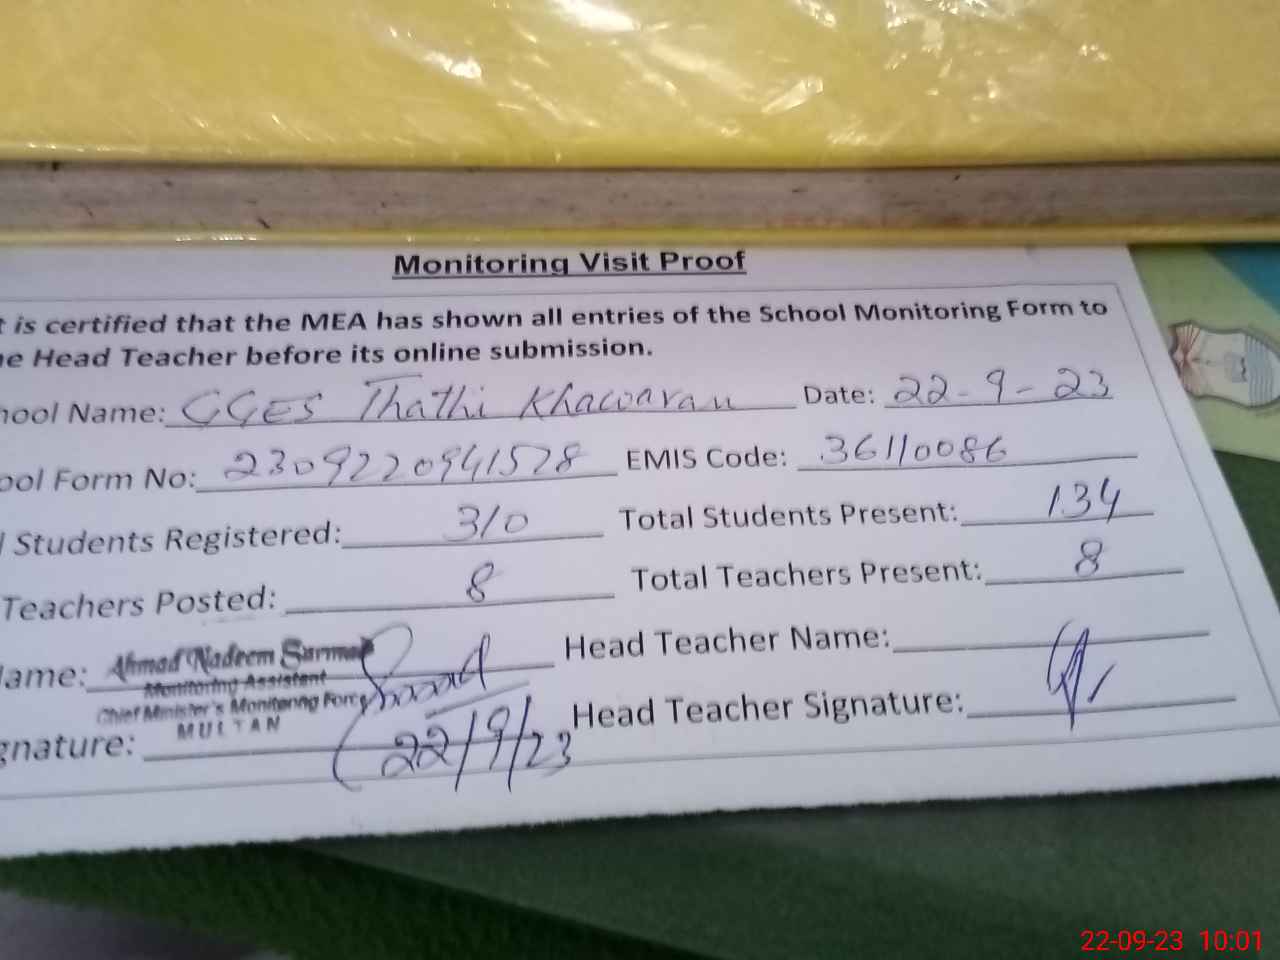 Monitoring Visit Proof
t is certified that the MEA has shown all entries of the School Monitoring Form to
he Head Teacher before its online submission.
hool Name: GGES Thathi Khawaran Date: 22-9-23
ool Form No: 2309220941578 EMIS Code: 36110086
l Students Registered: 310 Total Students Present: 134
Teachers Posted: 8 Total Teachers Present: 8
ame: Ahmad Nadeem Sarmad Head Teacher Name:
Monitoring Assistant
Chief Minister's Monitoring Force
MULTAN
gnature: 22/9/23 Head Teacher Signature:
22-09-23 10:01